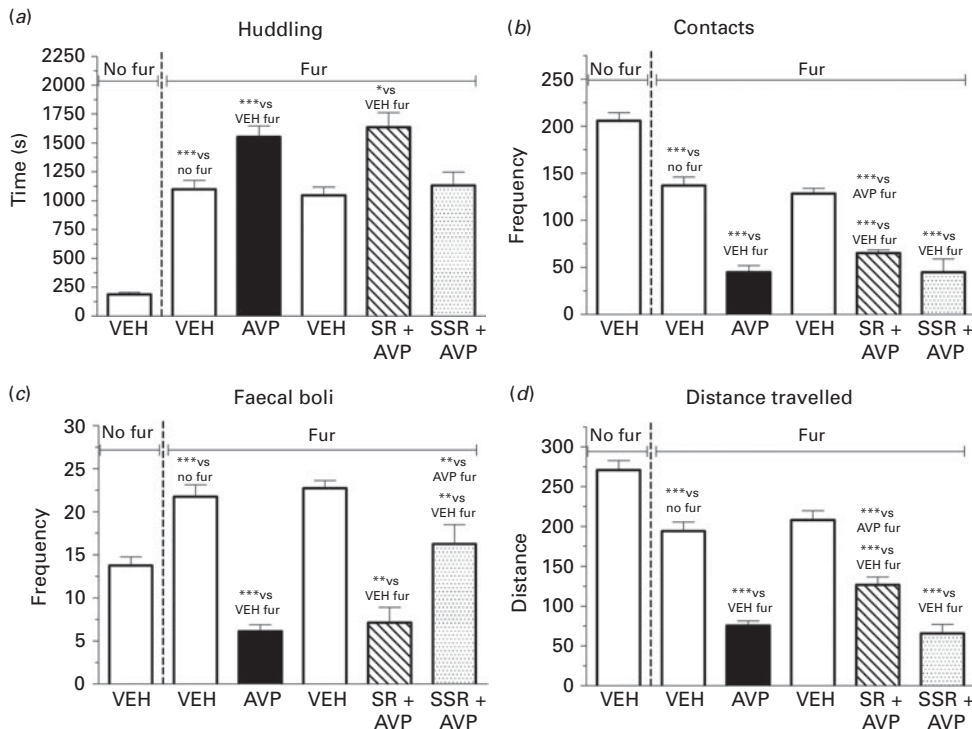 (a)
Huddling
No fur
Fur
2250
2000
1750
1500
1250
1000
750
500
250
0
Time (s)
***vs
no fur
***vs
VEH fur
*vs
VEH fur
VEH
VEH
AVP
VEH
SR +
AVP
SSR +
AVP
(b)
Contacts
No fur
Fur
250
200
150
100
50
0
Frequency
***vs
no fur
***vs
VEH fur
***vs
AVP fur
***vs
VEH fur
***vs
VEH fur
VEH
VEH
AVP
VEH
SR +
AVP
SSR +
AVP
(c)
Faecal boli
No fur
Fur
30
25
20
15
10
5
0
Frequency
***vs
no fur
***vs
VEH fur
**vs
VEH fur
**vs
AVP fur
**vs
VEH fur
VEH
VEH
AVP
VEH
SR +
AVP
SSR +
AVP
(d)
Distance travelled
No fur
Fur
300
250
200
150
100
50
0
Distance
***vs
no fur
***vs
VEH fur
***vs
AVP fur
***vs
VEH fur
***vs
VEH fur
VEH
VEH
AVP
VEH
SR +
AVP
SSR +
AVP